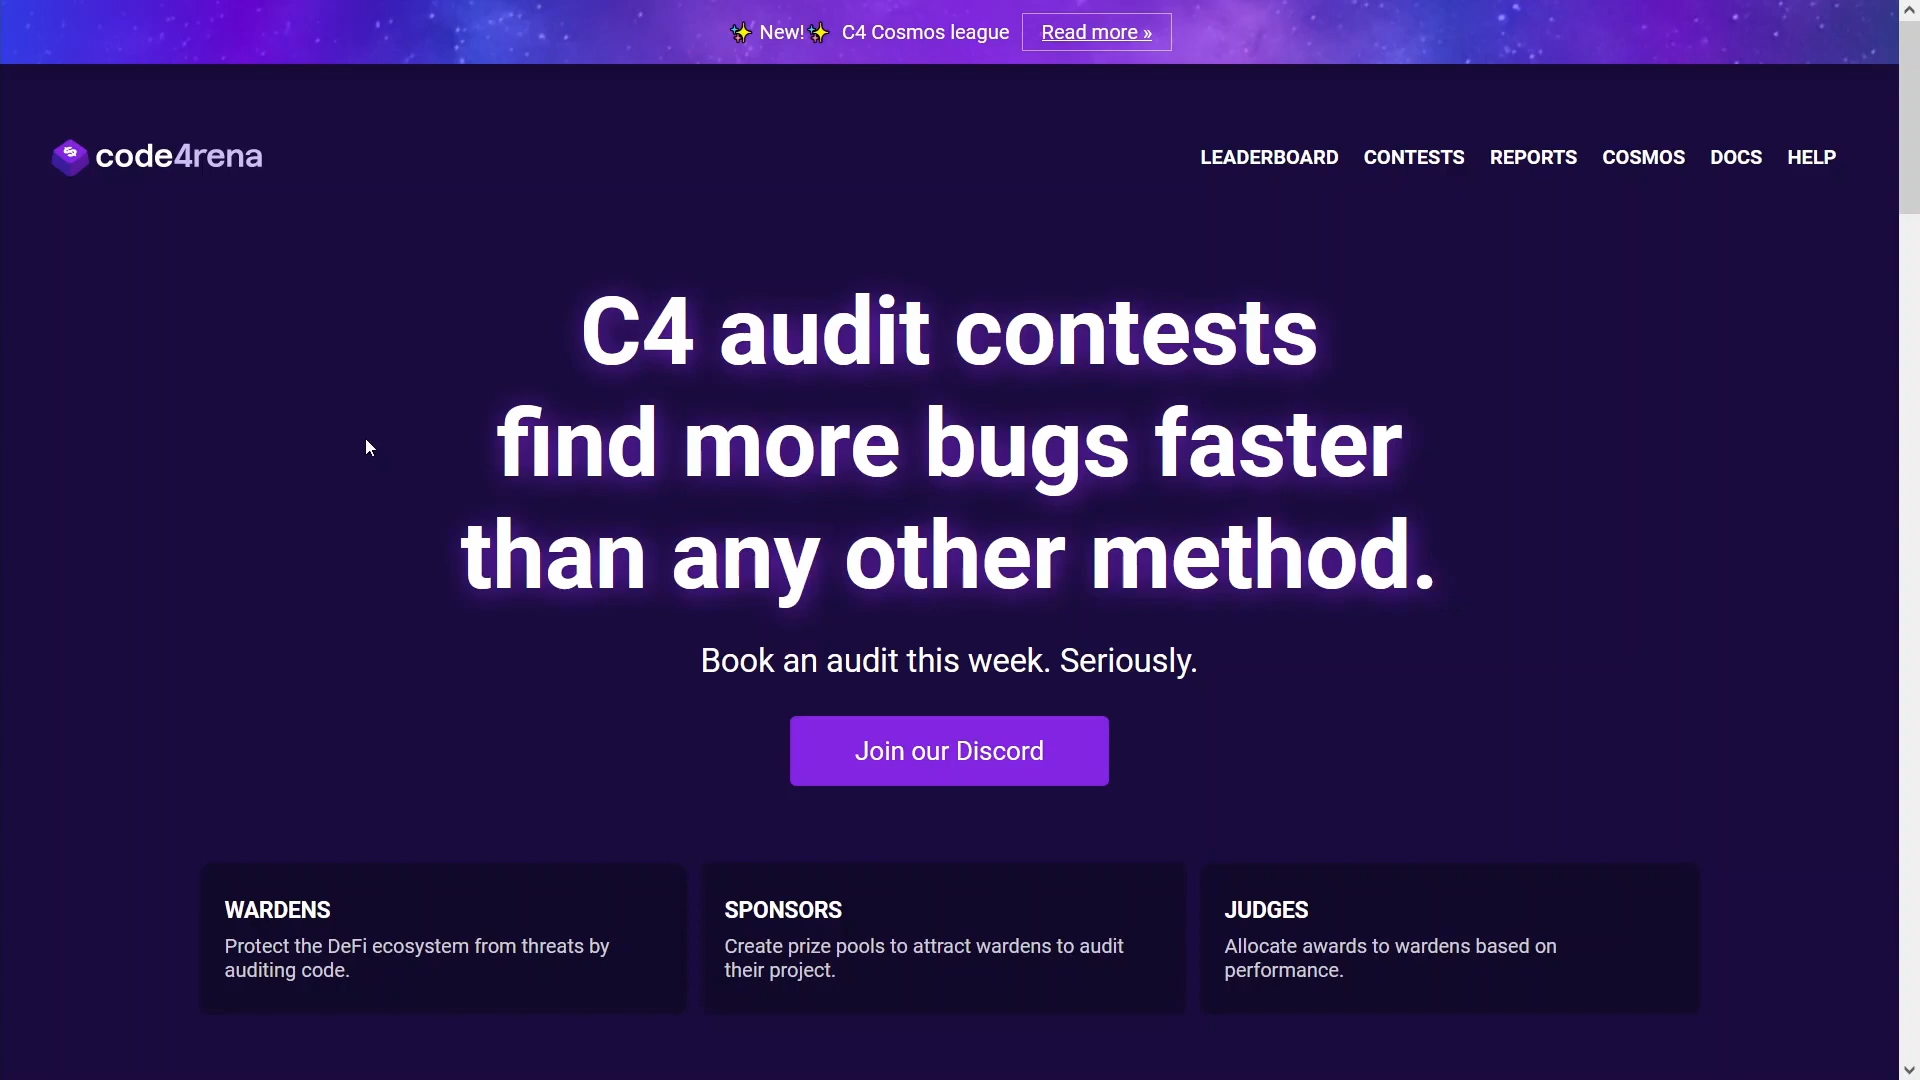 ✨ New!✨ C4 Cosmos league Read more »
code4rena
LEADERBOARD CONTESTS REPORTS COSMOS DOCS HELP
C4 audit contests
find more bugs faster
than any other method.
Book an audit this week. Seriously.
Join our Discord
WARDENS
Protect the DeFi ecosystem from threats by
auditing code.
SPONSORS
Create prize pools to attract wardens to audit
their project.
JUDGES
Allocate awards to wardens based on
performance.